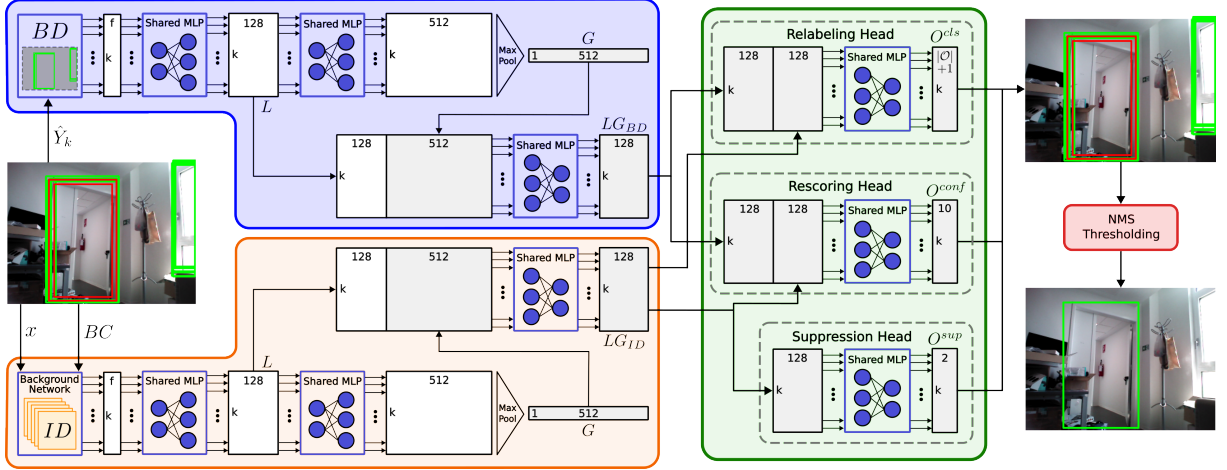 BD
f
k
Shared MLP
128
k
L
Shared MLP
512
Max
Pool
G
1 512
Ŷ_k
128
k
512
Shared MLP
LG_BD
128
x
BC
128
k
512
Shared MLP
128
LG_ID
Background
Network
ID
f
k
Shared MLP
L
128
k
Shared MLP
512
Max
Pool
1 512
G
Relabeling Head
O^cls
128
128
k
Shared MLP
|O|
+1
k
Rescoring Head
O^conf
128
128
k
Shared MLP
10
k
Suppression Head
O^sup
128
k
Shared MLP
2
k
NMS
Thresholding